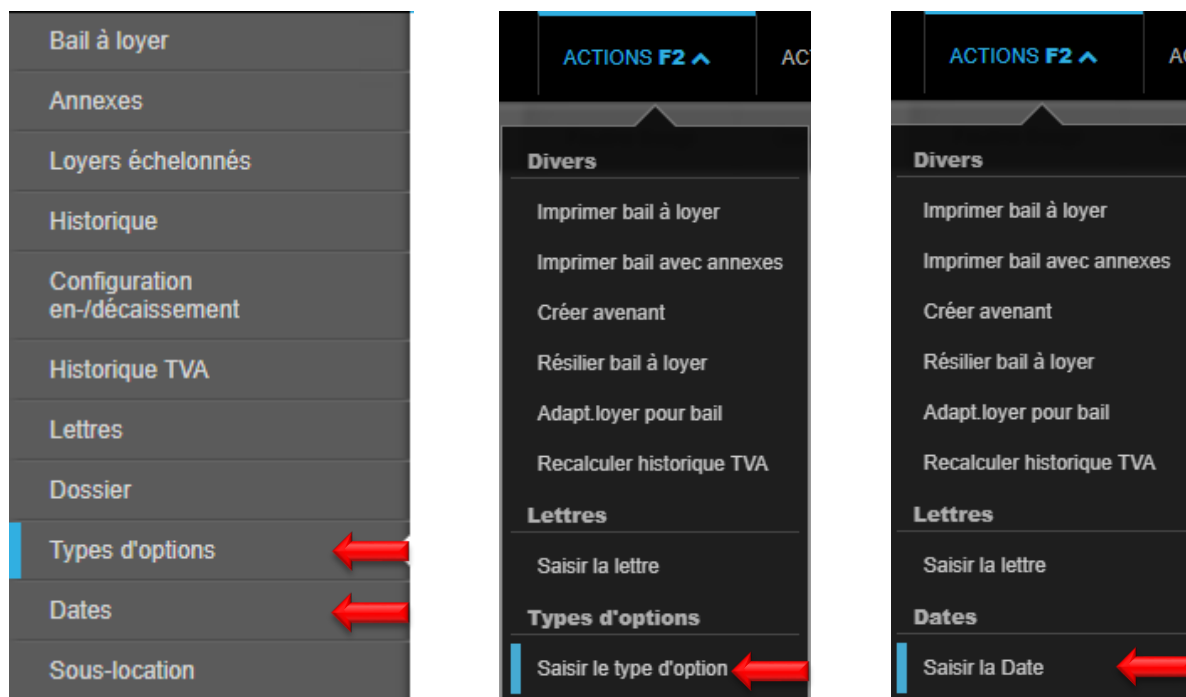 Bail à loyer
Annexes
Loyers échelonnés
Historique
Configuration
en-/décaissement
Historique TVA
Lettres
Dossier
Types d'options
Dates
Sous-location
ACTIONS F2
AC
Divers
Imprimer bail à loyer
Imprimer bail avec annexes
Créer avenant
Résilier bail à loyer
Adapt.loyer pour bail
Recalculer historique TVA
Lettres
Saisir la lettre
Types d'options
Saisir le type d'option
ACTIONS F2
Divers
Imprimer bail à loyer
Imprimer bail avec annexes
Créer avenant
Résilier bail à loyer
Adapt.loyer pour bail
Recalculer historique TVA
Lettres
Saisir la lettre
Dates
Saisir la Date